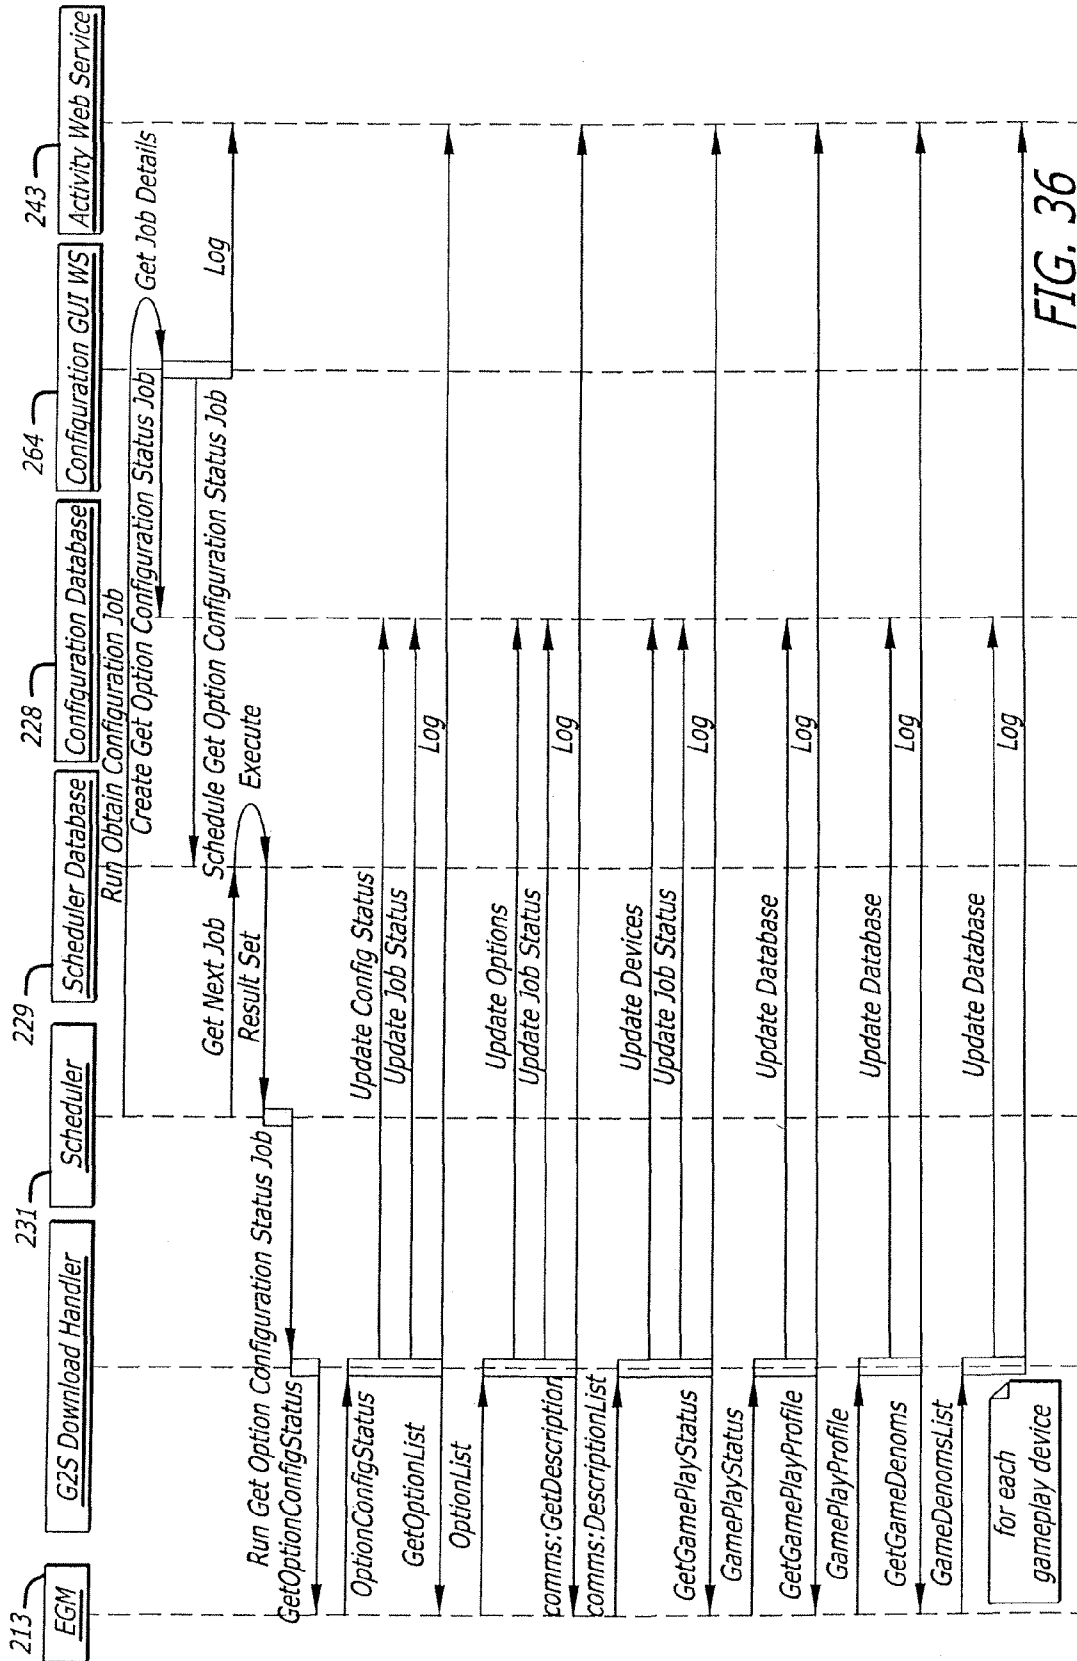 213
EGM
G2S Download Handler
231
Scheduler
229
Scheduler Database
228
Configuration Database
264
Configuration GUI WS
243
Activity Web Service
Run Obtain Configuration Job
Get Job Details
Create Get Option Configuration Status Job
Schedule Get Option Configuration Status Job
Log
Get Next Job
Execute
Result Set
Run Get Option Configuration Status Job
GetOptionConfigStatus
OptionConfigStatus
Update Config Status
Update Job Status
Log
GetOptionList
OptionList
Update Options
Update Job Status
Log
comms:GetDescription
comms:DescriptionList
Update Devices
Update Job Status
Log
GetGamePlayStatus
GamePlayStatus
Update Database
Log
GetGamePlayProfile
GamePlayProfile
Update Database
Log
GetGameDenoms
GameDenomsList
Update Database
Log
for each
gameplay device
FIG. 36